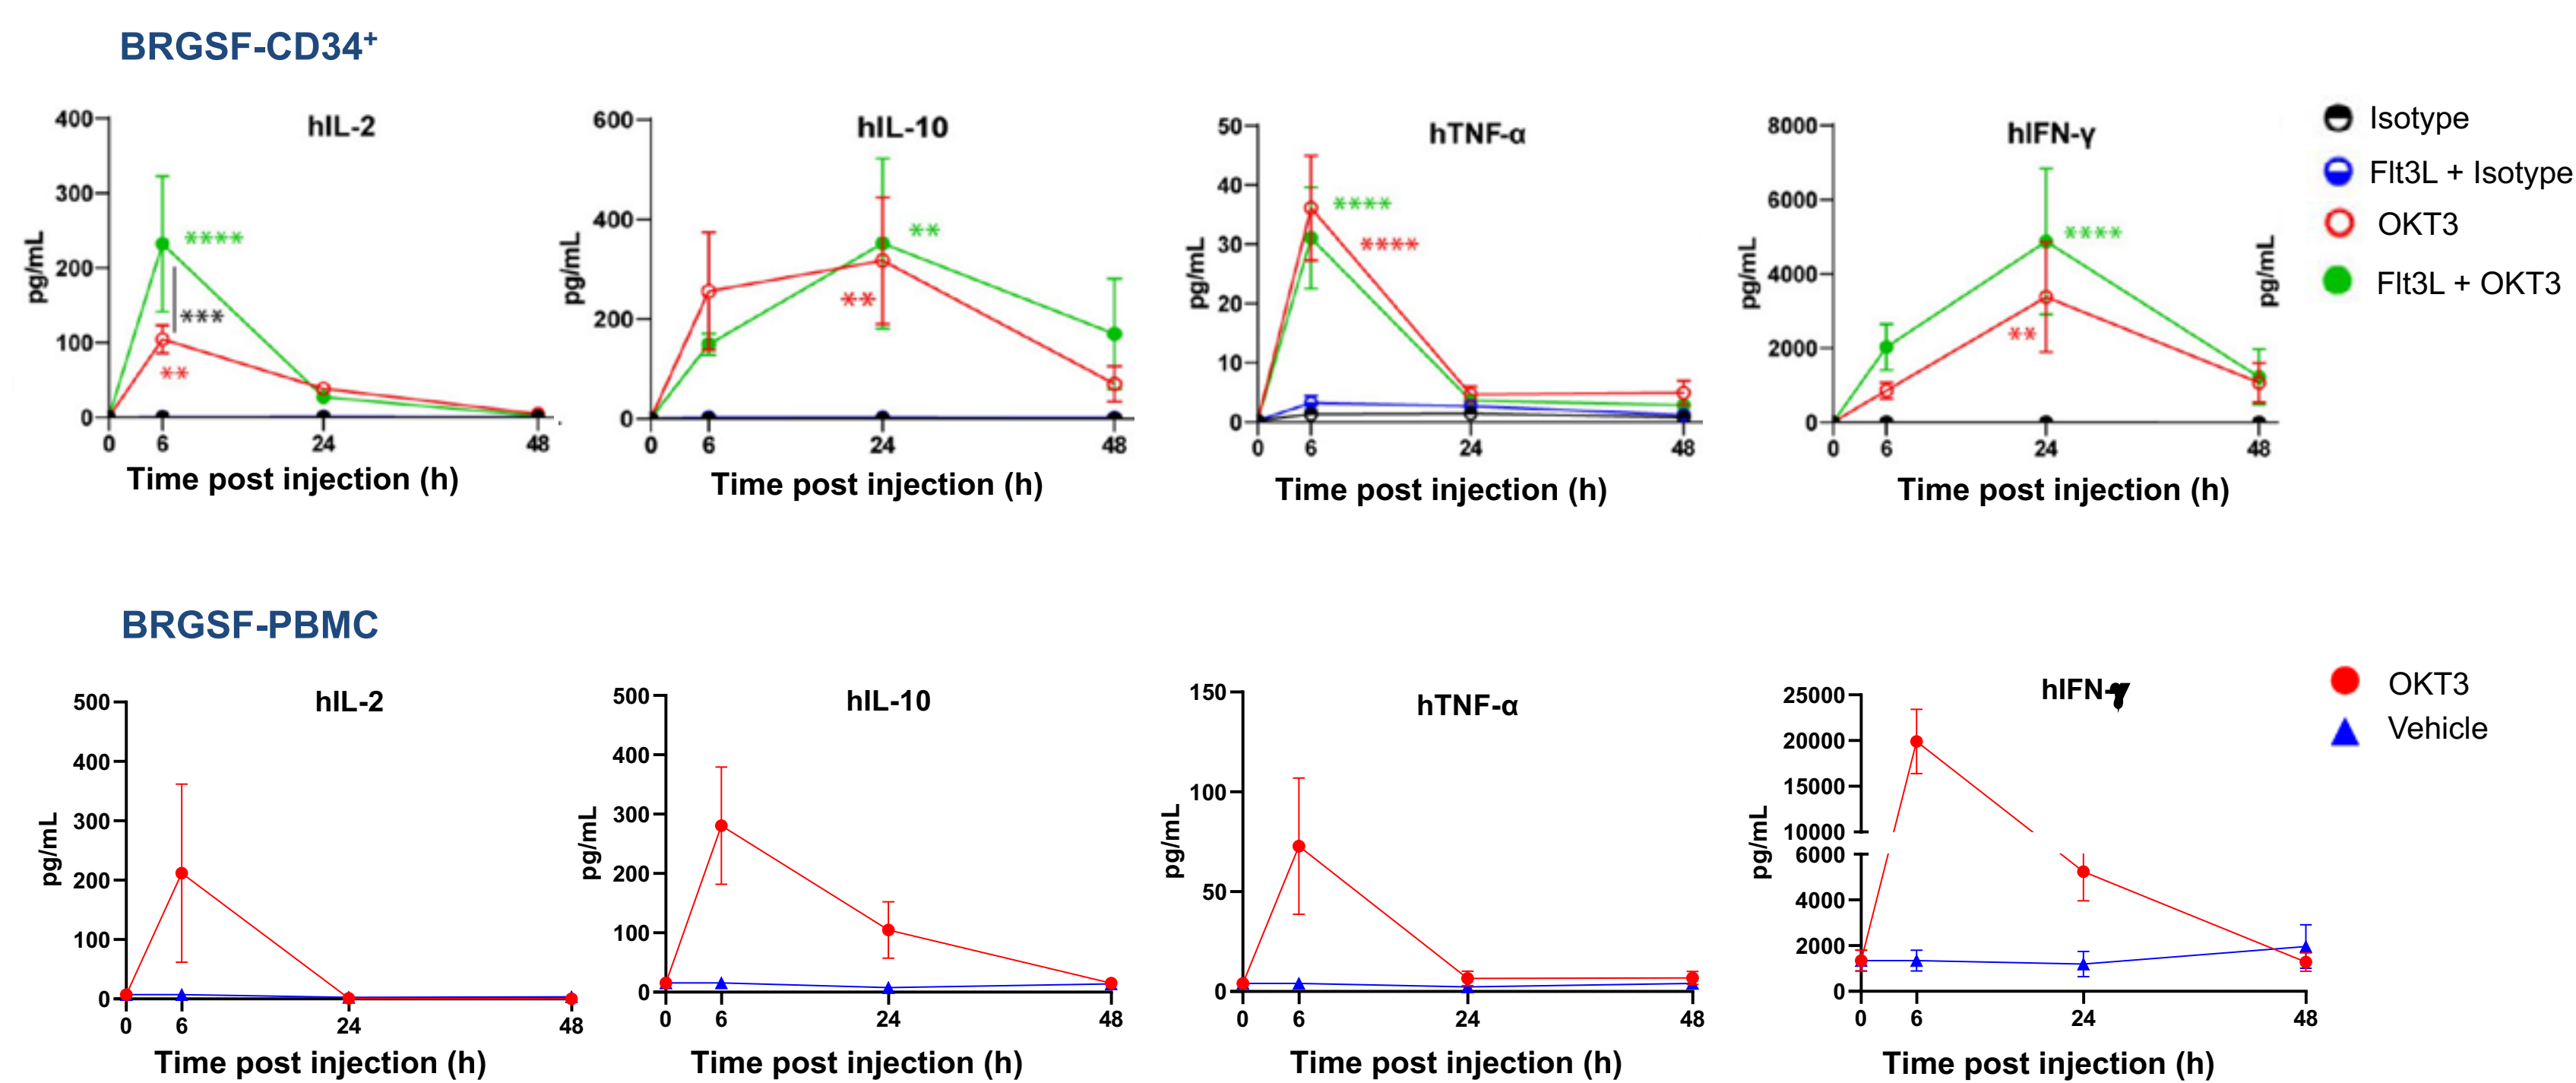 BRGSF-CD34+
hIL-2
pg/mL
400
300
200
100
0
****
***
**
0 6 24 48
Time post injection (h)
hIL-10
pg/mL
600
400
200
0
**
**
0 6 24 48
Time post injection (h)
hTNF-α
pg/mL
50
40
30
20
10
0
****
****
0 6 24 48
Time post injection (h)
hIFN-γ
pg/mL
8000
6000
4000
2000
0
****
**
0 6 24 48
Time post injection (h)
pg/mL
Isotype
Flt3L + Isotype
OKT3
Flt3L + OKT3
BRGSF-PBMC
hIL-2
pg/mL
500
400
300
200
100
0
0 6 24 48
Time post injection (h)
hIL-10
pg/mL
500
400
300
200
100
0
0 6 24 48
Time post injection (h)
hTNF-α
pg/mL
150
100
50
0
0 6 24 48
Time post injection (h)
hIFN-γ
pg/mL
25000
20000
15000
10000
6000
4000
2000
0
0 6 24 48
Time post injection (h)
OKT3
Vehicle